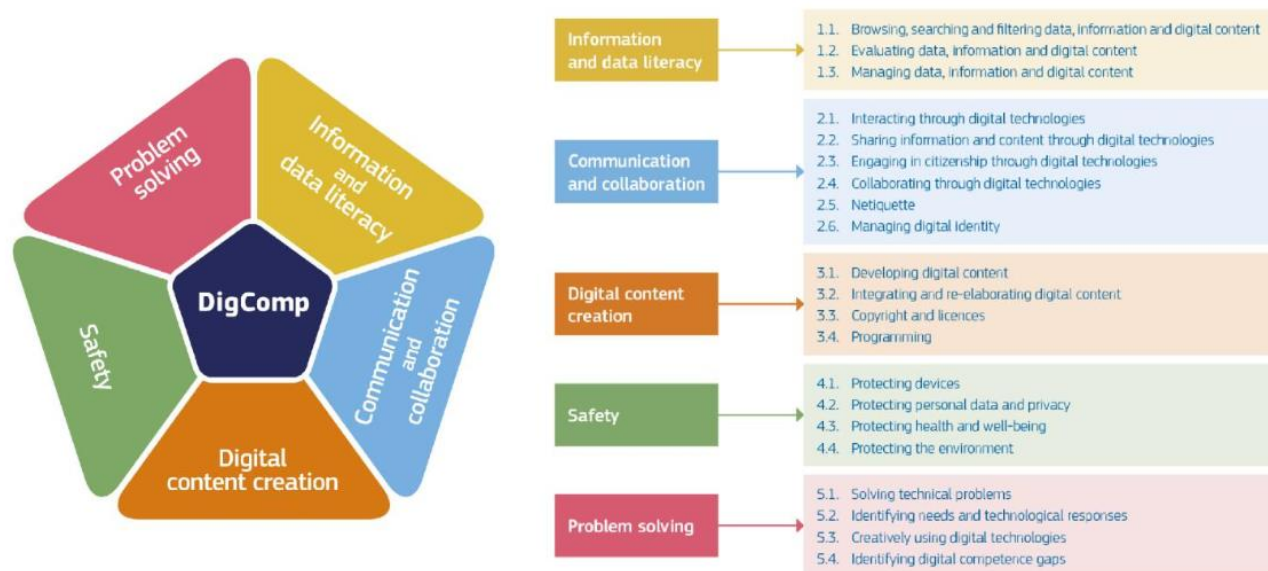 Problem
solving
Information
and
data literacy
DigComp
Safety
Communication
and
collaboration
Digital
content creation
Information
and data literacy
1.1. Browsing, searching and filtering data, information and digital content
1.2. Evaluating data, information and digital content
1.3. Managing data, information and digital content
Communication
and collaboration
2.1. Interacting through digital technologies
2.2. Sharing information and content through digital technologies
2.3. Engaging in citizenship through digital technologies
2.4. Collaborating through digital technologies
2.5. Netiquette
2.6. Managing digital identity
Digital content
creation
3.1. Developing digital content
3.2. Integrating and re-elaborating digital content
3.3. Copyright and licences
3.4. Programming
Safety
4.1. Protecting devices
4.2. Protecting personal data and privacy
4.3. Protecting health and well-being
4.4. Protecting the environment
Problem solving
5.1. Solving technical problems
5.2. Identifying needs and technological responses
5.3. Creatively using digital technologies
5.4. Identifying digital competence gaps